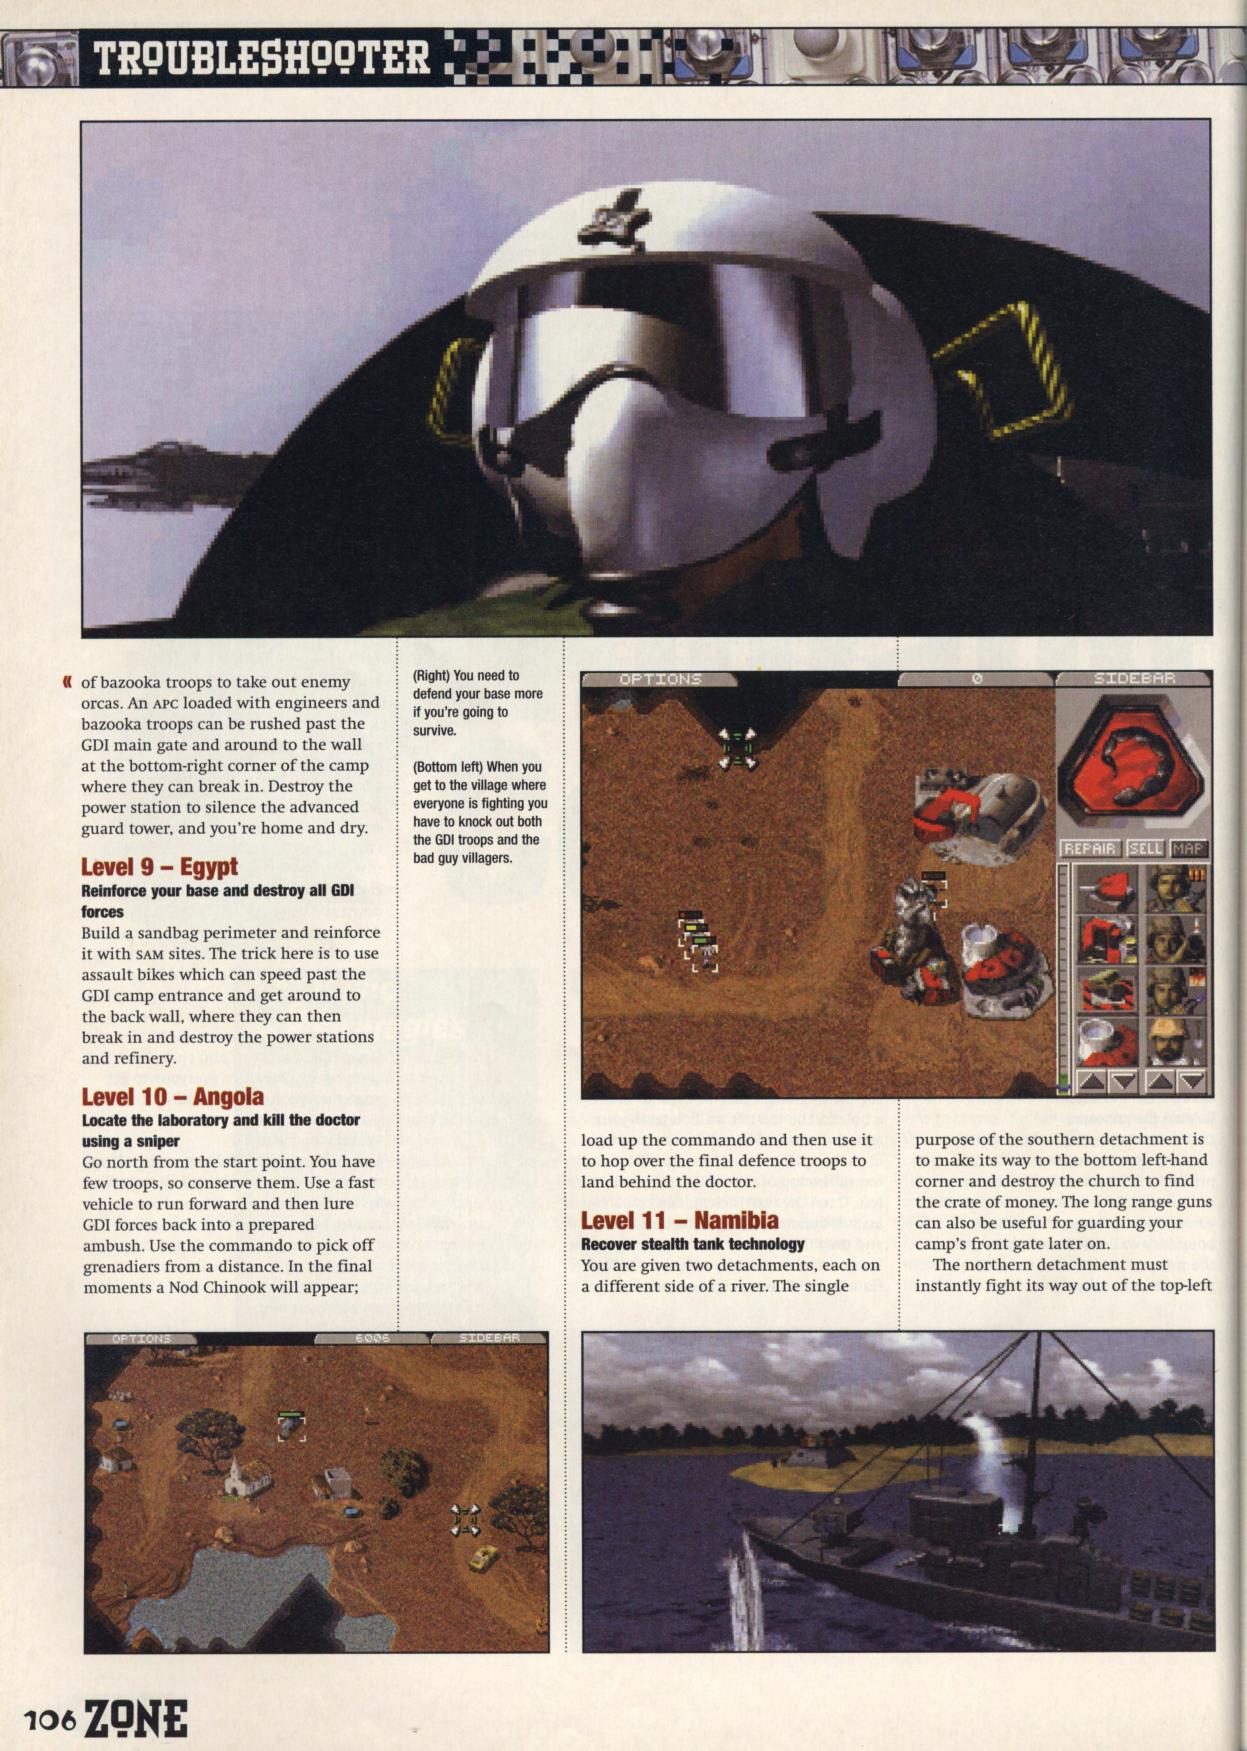 TROUBLESHOOTER
« of bazooka troops to take out enemy
orcas. An APC loaded with engineers and
bazooka troops can be rushed past the
GDI main gate and around to the wall
at the bottom-right corner of the camp
where they can break in. Destroy the
power station to silence the advanced
guard tower, and you're home and dry.
Level 9 – Egypt
Reinforce your base and destroy all GDI
forces
Build a sandbag perimeter and reinforce
it with SAM sites. The trick here is to use
assault bikes which can speed past the
GDI camp entrance and get around to
the back wall, where they can then
break in and destroy the power stations
and refinery.
Level 10 – Angola
Locate the laboratory and kill the doctor
using a sniper
Go north from the start point. You have
few troops, so conserve them. Use a fast
vehicle to run forward and then lure
GDI forces back into a prepared
ambush. Use the commando to pick off
grenadiers from a distance. In the final
moments a Nod Chinook will appear;
(Right) You need to
defend your base more
if you're going to
survive.
(Bottom left) When you
get to the village where
everyone is fighting you
have to knock out both
the GDI troops and the
bad guy villagers.
OPTIONS 0 SIDEBAR
REPAIR SELL MAP
load up the commando and then use it
to hop over the final defence troops to
land behind the doctor.
Level 11 – Namibia
Recover stealth tank technology
You are given two detachments, each on
a different side of a river. The single
purpose of the southern detachment is
to make its way to the bottom left-hand
corner and destroy the church to find
the crate of money. The long range guns
can also be useful for guarding your
camp's front gate later on.
The northern detachment must
instantly fight its way out of the top-left
OPTIONS 6006 SIDEBAR
106 ZONE